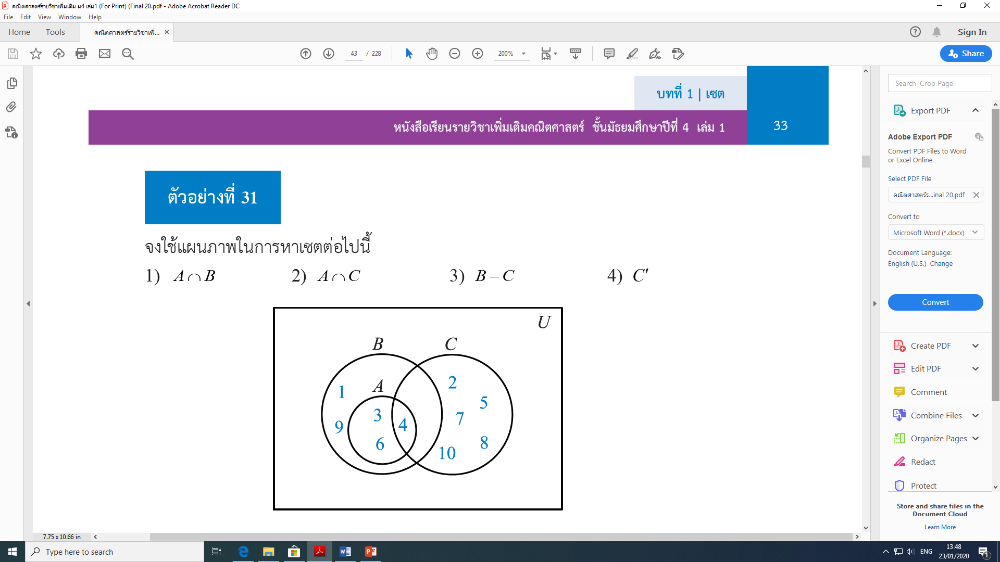 คณิตศาสตร์รายวิชาเพิ่มเติม ม4 เล่ม1 (For Print) (Final 20.pdf - Adobe Acrobat Reader DC
File Edit View Window Help
Home Tools คณิตศาสตร์รายวิชาเพิ่... × Sign In
43 / 228 200% Share
บทที่ 1 | เซต
หนังสือเรียนรายวิชาเพิ่มเติมคณิตศาสตร์ ชั้นมัธยมศึกษาปีที่ 4 เล่ม 1 33
ตัวอย่างที่ 31
จงใช้แผนภาพในการหาเซตต่อไปนี้
1) A ∩ B 2) A ∩ C 3) B – C 4) C′
U
B C
A
1 3 4 2 5 7
9 6 10 8
7.75 x 10.66 in
Search 'Crop Page'
Export PDF
Adobe Export PDF
Convert PDF Files to Word
or Excel Online
Select PDF File
คณิตศาสตร์ร...inal 20.pdf
Convert to
Microsoft Word (*.docx)
Document Language:
English (U.S.) Change
Convert
Create PDF
Edit PDF
Comment
Combine Files
Organize Pages
Redact
Protect
Store and share files in the
Document Cloud
Learn More
Type here to search
ENG
13:48
23/01/2020
1